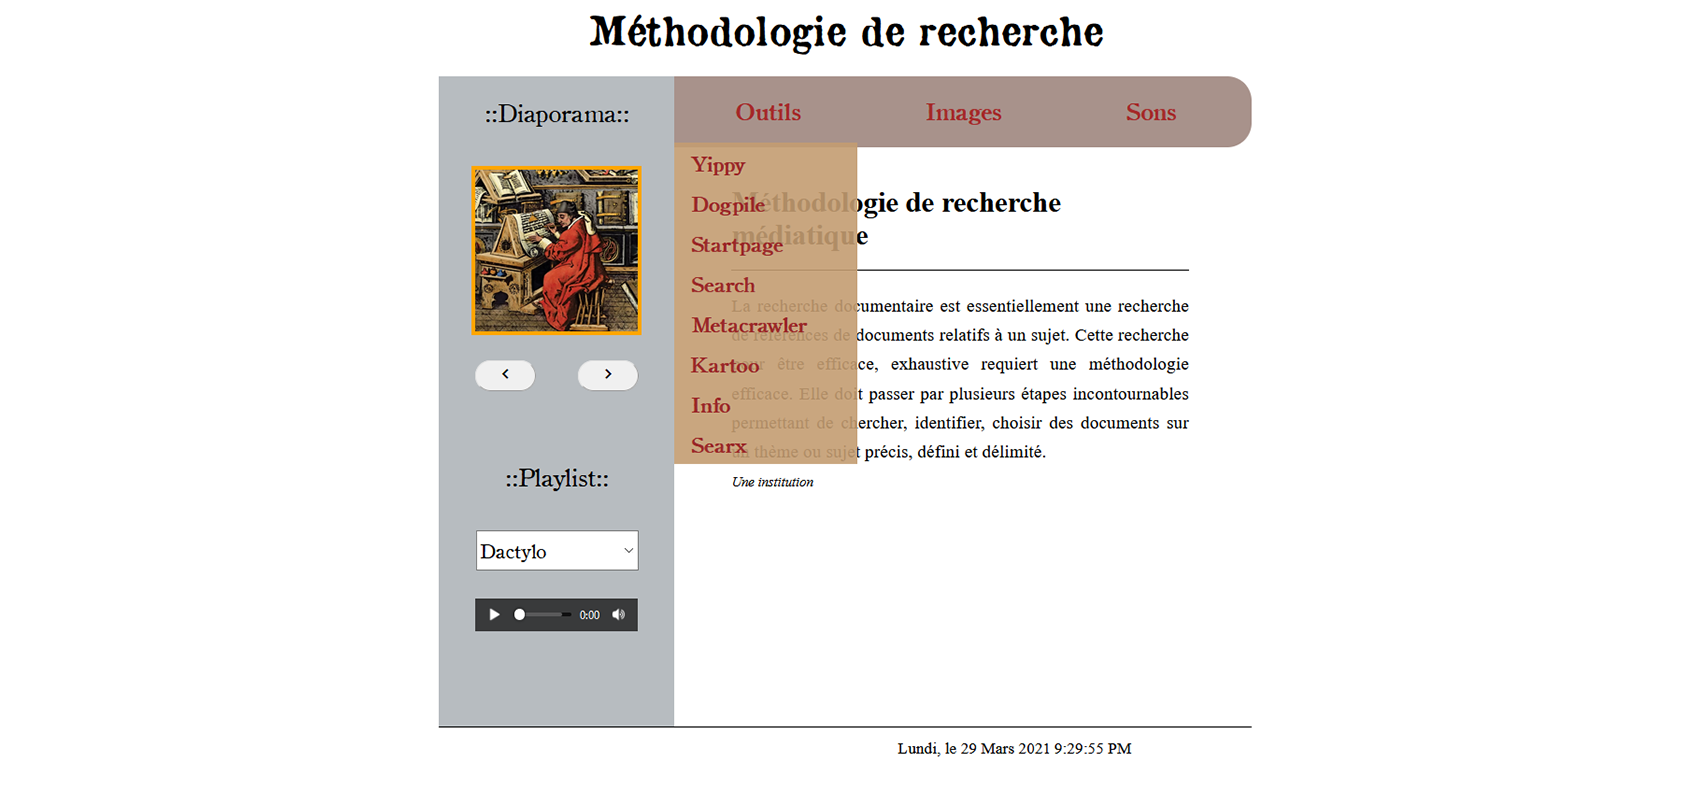 Méthodologie de recherche
::Diaporama::
Outils Images Sons
Yippy
Dogpile
Startpage
Search
Metacrawler
Kartoo
Info
Searx
Méthodologie de recherche
médiatique
La recherche documentaire est essentiellement une recherche
de références de documents relatifs à un sujet. Cette recherche
pour être efficace, exhaustive requiert une méthodologie
efficace. Elle doit passer par plusieurs étapes incontournables
permettant de chercher, identifier, choisir des documents sur
un thème ou sujet précis, défini et délimité.
Une institution
::Playlist::
Dactylo
0:00
Lundi, le 29 Mars 2021 9:29:55 PM